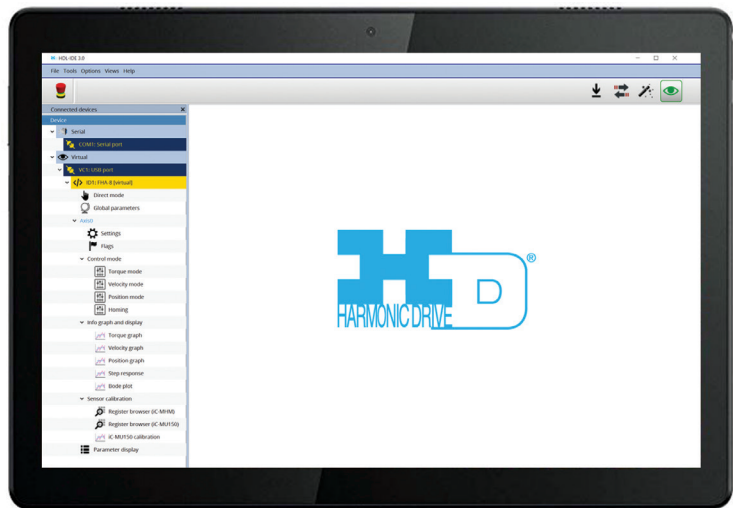 HDL-IDE 3.0
File Tools Options Views Help
Connected devices
Device
Serial
COM1: Serial port
Virtual
VC1: USB port
ID1: FHA-8 [virtual]
Direct mode
Global parameters
Axis0
Settings
Flags
Control mode
Torque mode
Velocity mode
Position mode
Homing
Info graph and display
Torque graph
Velocity graph
Position graph
Step response
Bode plot
Sensor calibration
Register browser (iC-MHM)
Register browser (iC-MU150)
iC-MU150 calibration
Parameter display
HD®
HARMONIC DRIVE